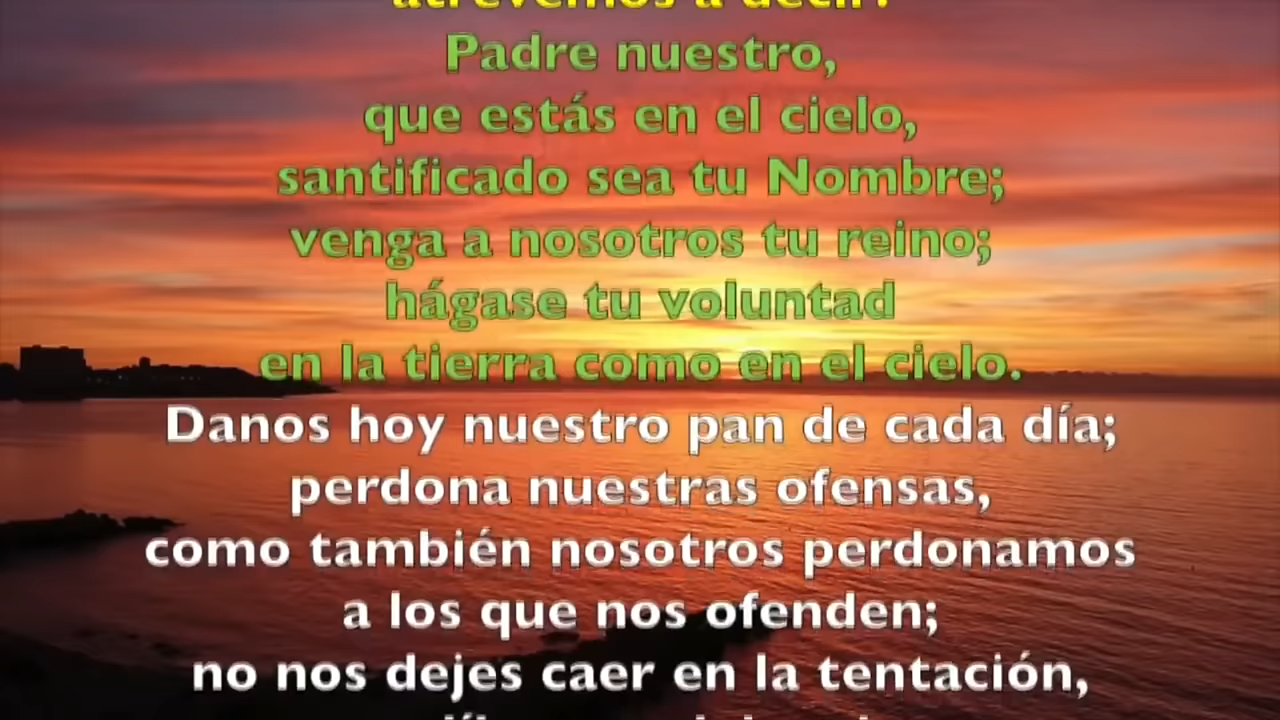 atrevemos a decir:
Padre nuestro,
que estás en el cielo,
santificado sea tu Nombre;
venga a nosotros tu reino;
hágase tu voluntad
en la tierra como en el cielo.
Danos hoy nuestro pan de cada día;
perdona nuestras ofensas,
como también nosotros perdonamos
a los que nos ofenden;
no nos dejes caer en la tentación,